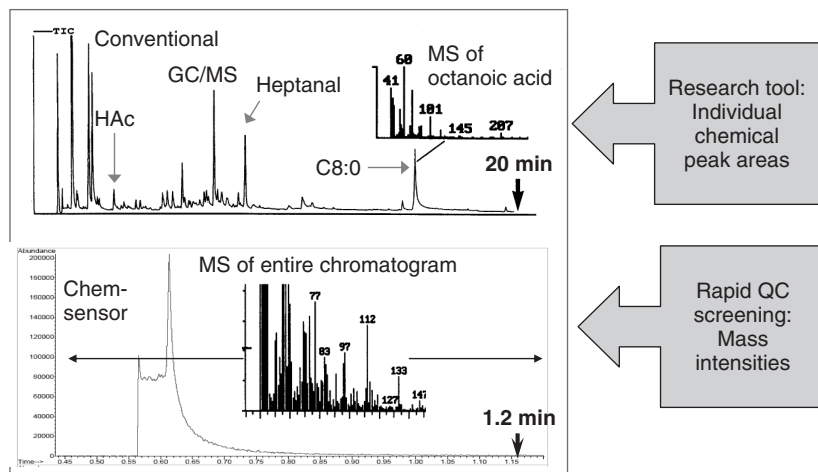 TIC
Conventional
GC/MS
HAc
Heptanal
MS of
octanoic acid
41
60
101
145
207
C8:0
20 min
Research tool:
Individual
chemical
peak areas
Abundance
200000
180000
160000
140000
120000
100000
80000
60000
40000
20000
0
Chem-
sensor
MS of entire chromatogram
77
83
97
112
127
133
147
1.2 min
Time-->
0.45
0.50
0.55
0.60
0.65
0.70
0.75
0.80
0.85
0.90
0.95
1.00
1.05
1.10
1.15
Rapid QC
screening:
Mass
intensities